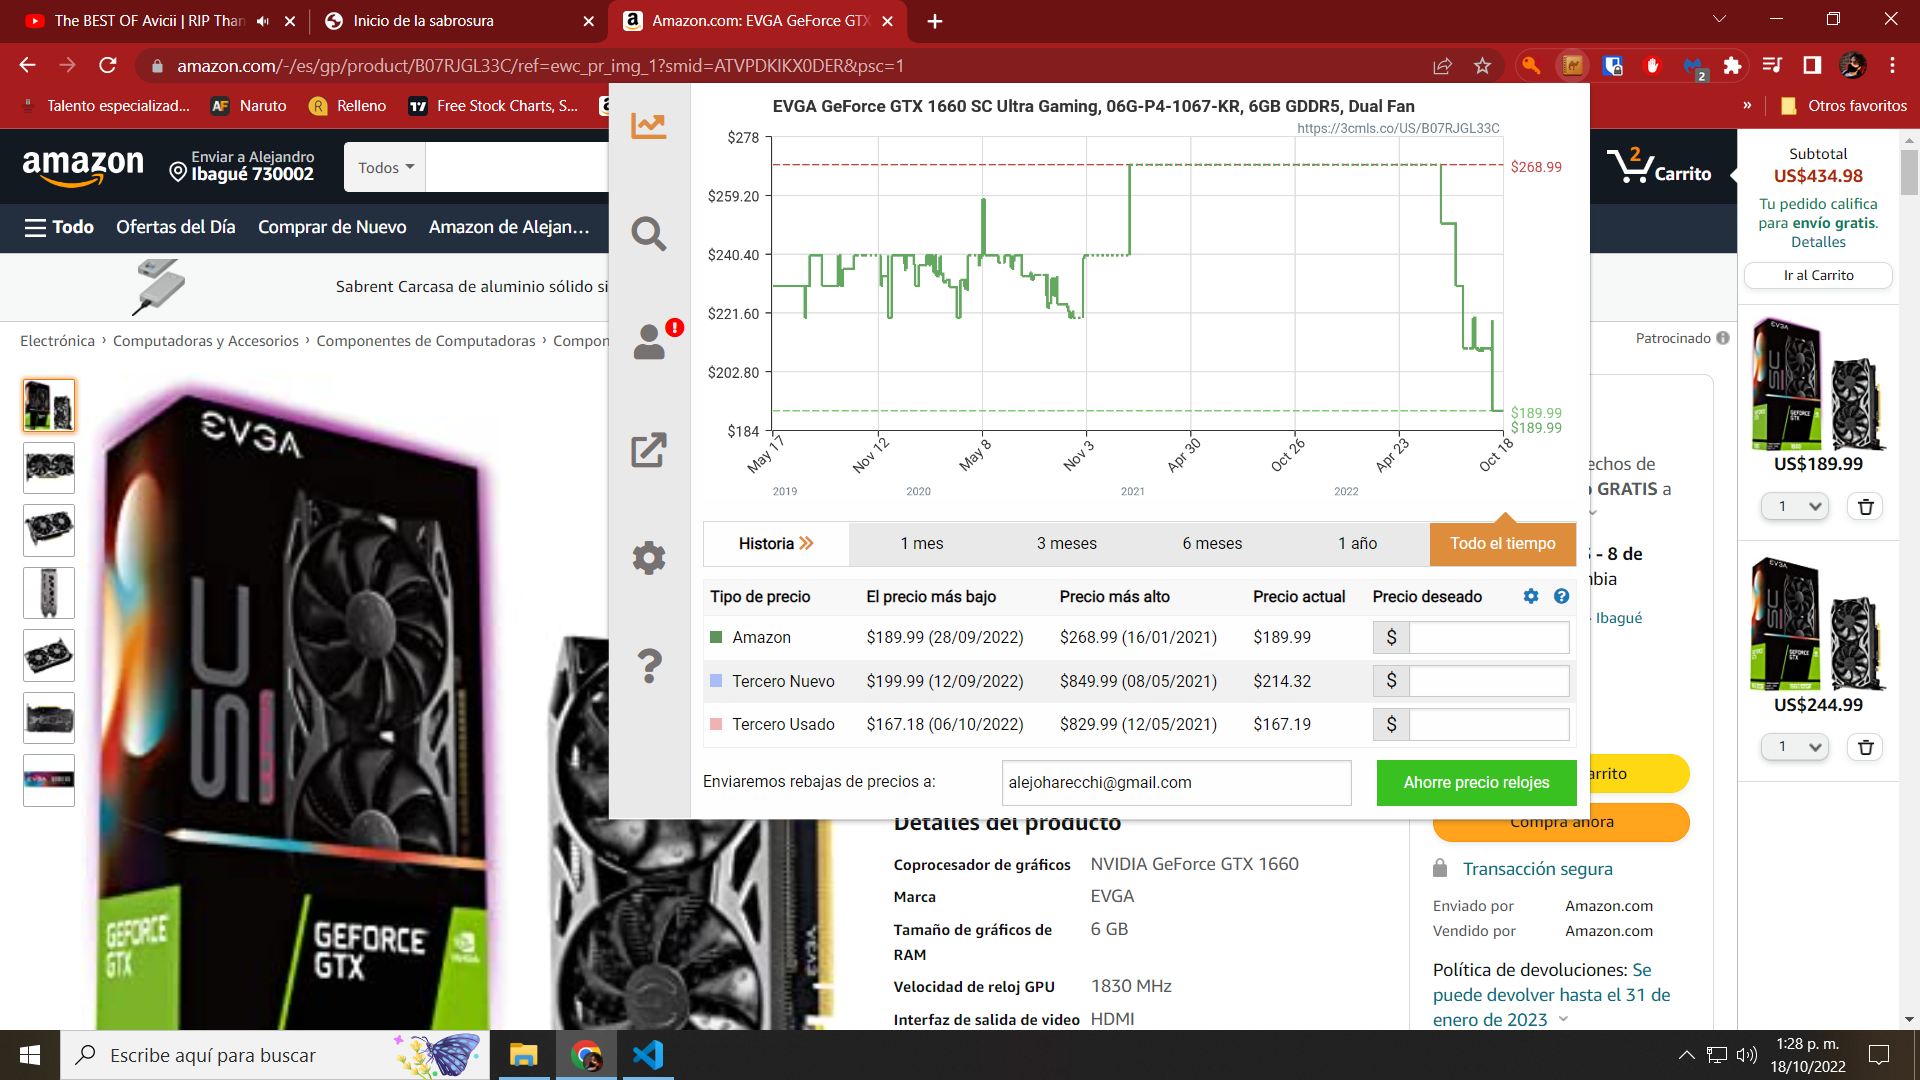 The BEST OF Avicii | RIP Than
Inicio de la sabrosura
Amazon.com: EVGA GeForce GTX
amazon.com/-/es/gp/product/B07RJGL33C/ref=ewc_pr_img_1?smid=ATVPDKIKX0DER&psc=1
2
Talento especializad...
AF Naruto
R Relleno
17 Free Stock Charts, S...
a
»
Otros favoritos
amazon
Enviar a Alejandro
Ibagué 730002
Todos
2
Carrito
Todo
Ofertas del Día
Comprar de Nuevo
Amazon de Alejan...
Sabrent Carcasa de aluminio sólido si
Electrónica › Computadoras y Accesorios › Componentes de Computadoras › Compon
EVGA
SC
GEFORCE
GTX
GEFORCE
GTX
EVGA
EVGA GeForce GTX 1660 SC Ultra Gaming, 06G-P4-1067-KR, 6GB GDDR5, Dual Fan
https://3cmls.co/US/B07RJGL33C
$278
$259.20
$240.40
$221.60
$202.80
$184
$268.99
$189.99
$189.99
May 17
Nov 12
May 8
Nov 3
Apr 30
Oct 26
Apr 23
Oct 18
2019
2020
2021
2022
Historia
1 mes
3 meses
6 meses
1 año
Todo el tiempo
Tipo de precio El precio más bajo Precio más alto Precio actual Precio deseado
Amazon $189.99 (28/09/2022) $268.99 (16/01/2021) $189.99 $
Tercero Nuevo $199.99 (12/09/2022) $849.99 (08/05/2021) $214.32 $
Tercero Usado $167.18 (06/10/2022) $829.99 (12/05/2021) $167.19 $
Enviaremos rebajas de precios a:
alejoharecchi@gmail.com
Ahorre precio relojes
Detalles del producto
Coprocesador de gráficos NVIDIA GeForce GTX 1660
Marca EVGA
Tamaño de gráficos de RAM 6 GB
Velocidad de reloj GPU 1830 MHz
Interfaz de salida de video HDMI
Patrocinado
echos de
GRATIS a
- 8 de
bia
Ibagué
arrito
Compra ahora
Transacción segura
Enviado por Amazon.com
Vendido por Amazon.com
Política de devoluciones: Se
puede devolver hasta el 31 de
enero de 2023
Subtotal
US$434.98
Tu pedido califica
para envío gratis.
Detalles
Ir al Carrito
US$189.99
1
US$244.99
1
Escribe aquí para buscar
1:28 p. m.
18/10/2022